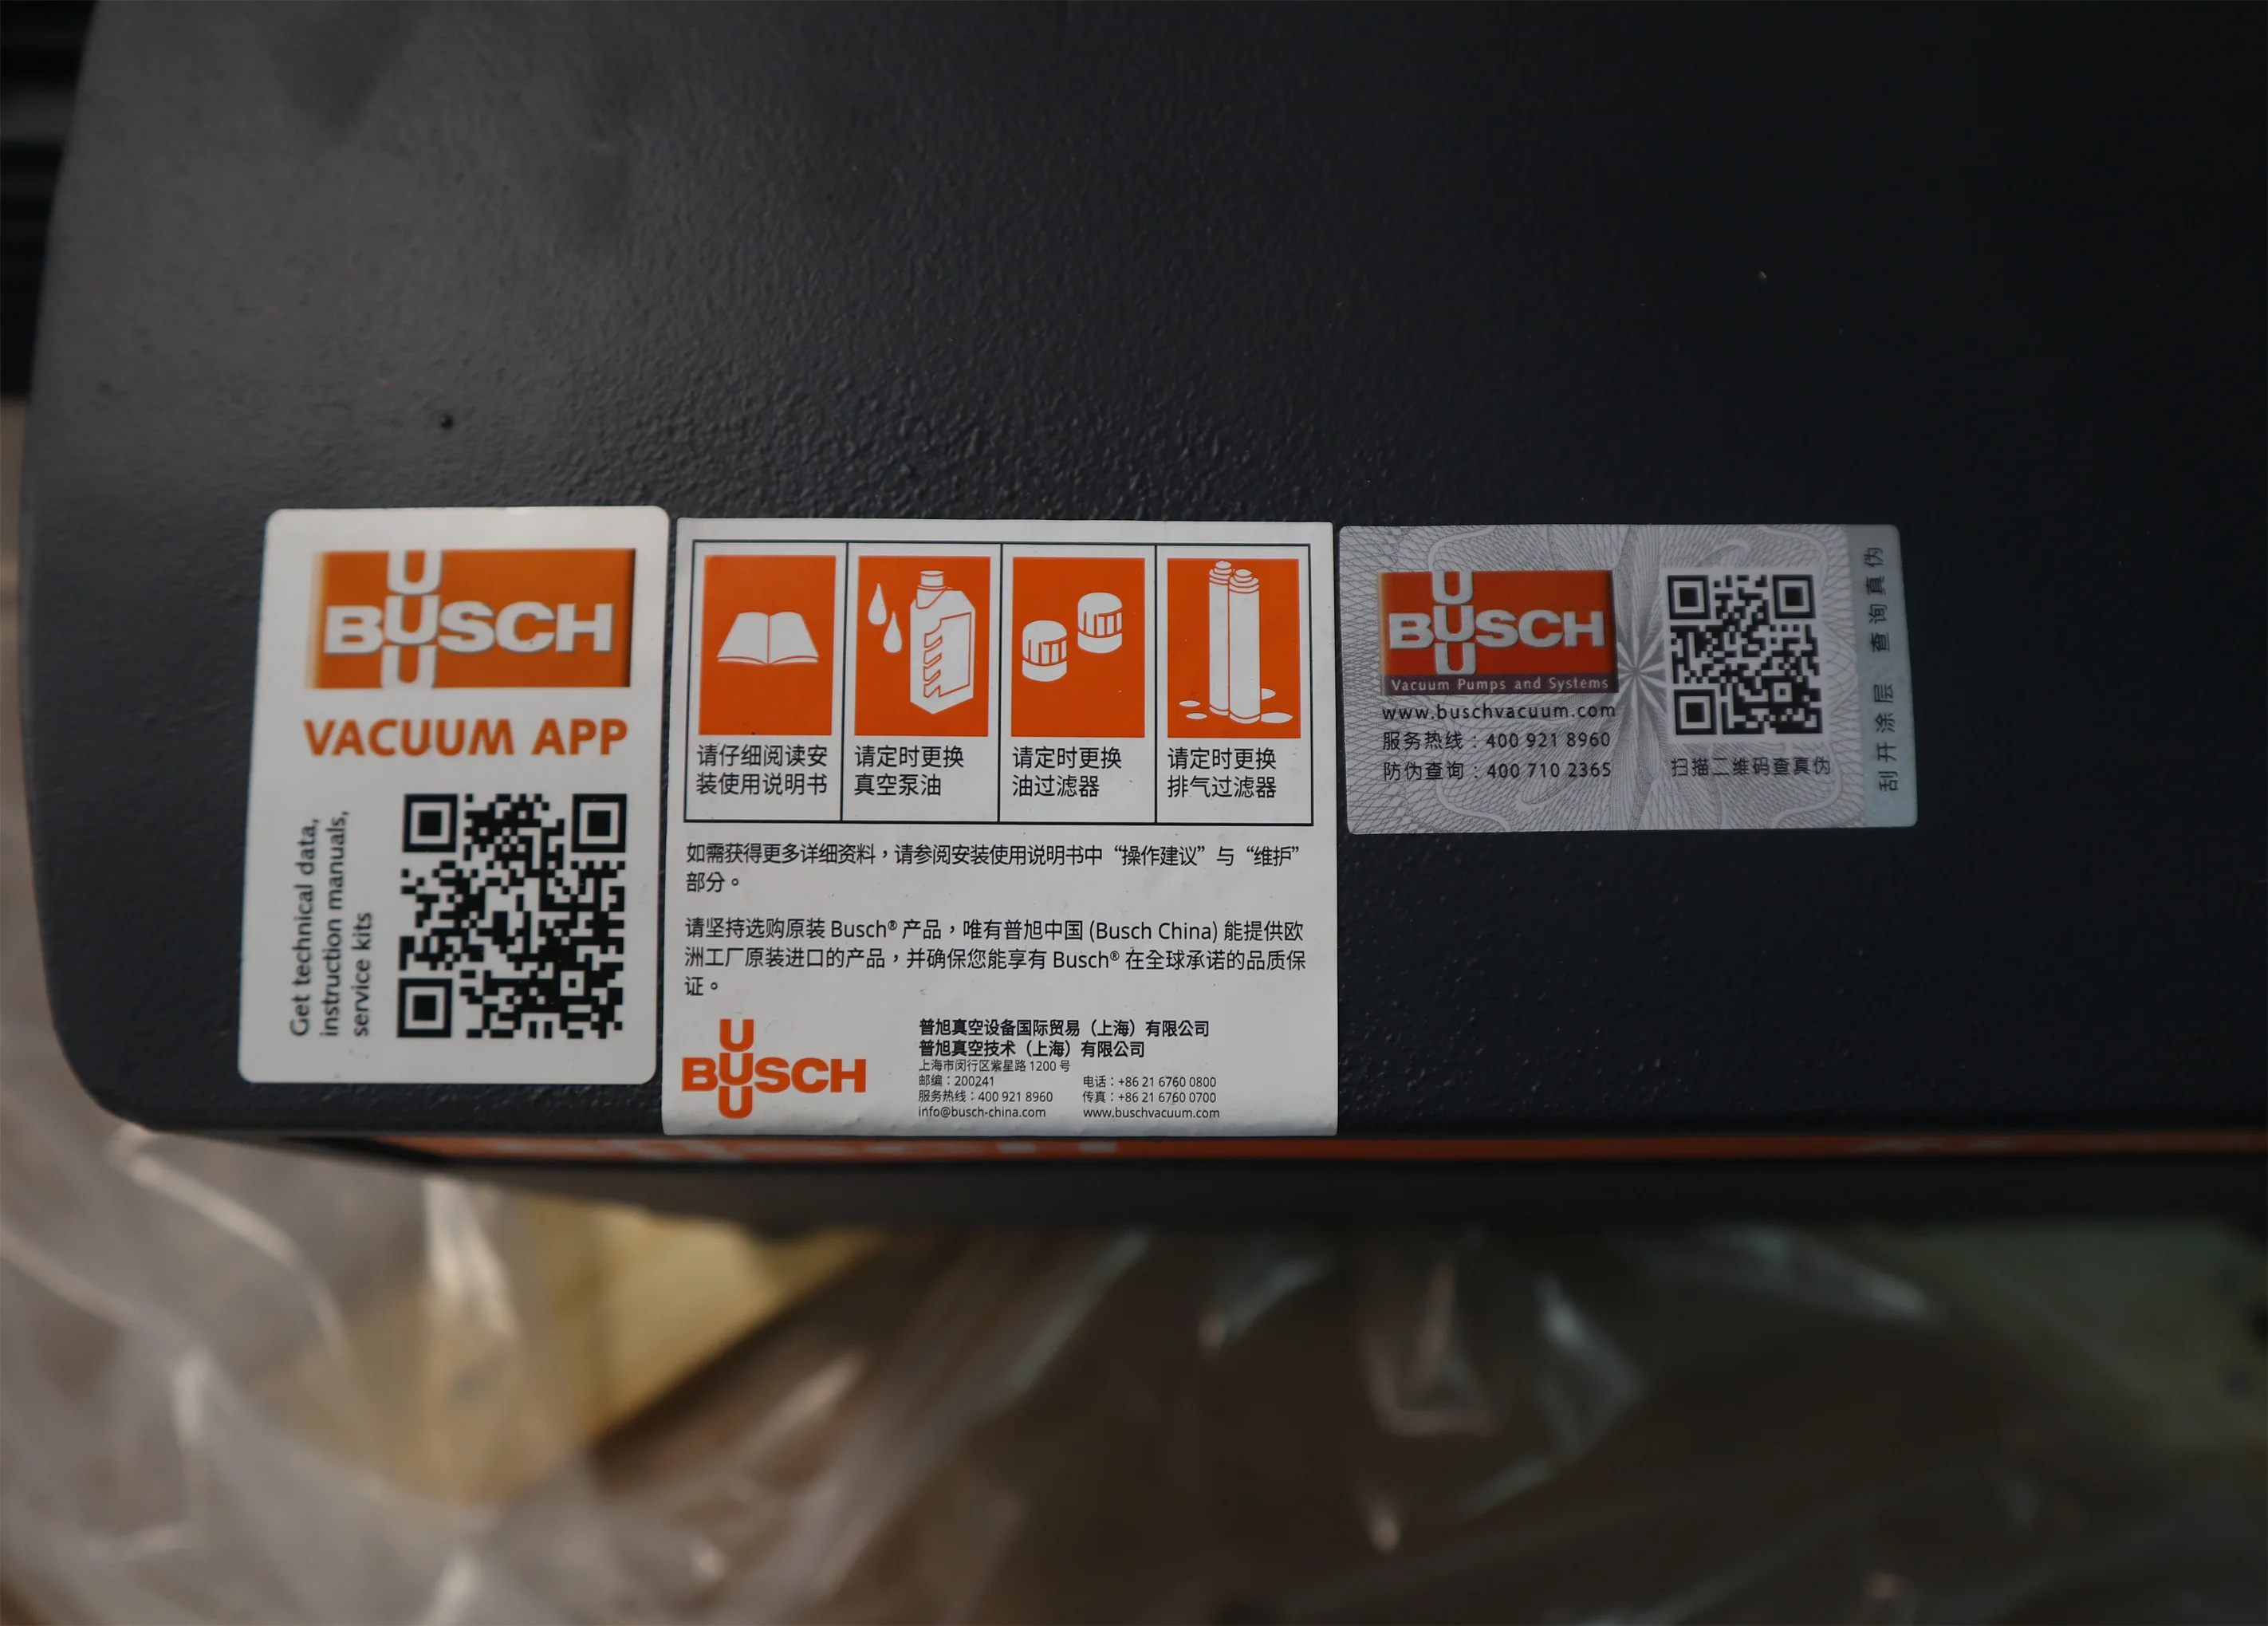 BUSCH
VACUUM APP
Get technical data,
instruction manuals,
service kits
请仔细阅读安
装使用说明书
请定时更换
真空泵油
请定时更换
油过滤器
请定时更换
排气过滤器
如需获得更多详细资料，请参阅安装使用说明书中“操作建议”与“维护”
部分。
请坚持选购原装 Busch® 产品，唯有普旭中国 (Busch China) 能提供欧
洲工厂原装进口的产品，并确保您能享有 Busch® 在全球承诺的品质保
证。
BUSCH
普旭真空设备国际贸易（上海）有限公司
普旭真空技术（上海）有限公司
上海市闵行区紫星路 1200 号
邮编：200241 电话：+86 21 6760 0800
服务热线：400 921 8960 传真：+86 21 6760 0700
info@busch-china.com www.buschvacuum.com
BUSCH
Vacuum Pumps and Systems
www.buschvacuum.com
服务热线：400 921 8960
防伪查询：400 710 2365
扫描二维码查真伪
刮开涂层 查询真伪